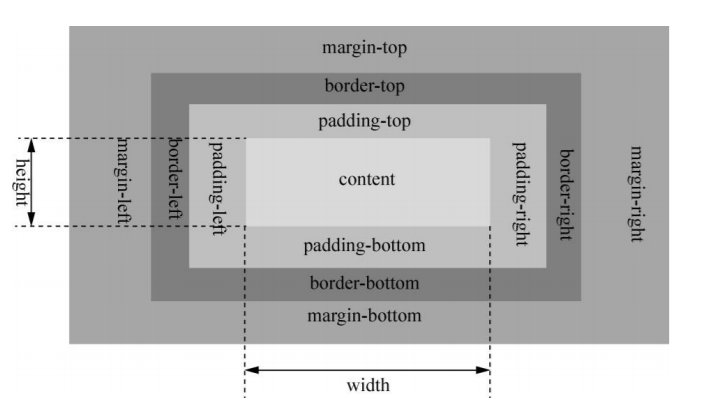 margin-top
border-top
padding-top
height
margin-left
border-left
padding-left
content
padding-right
border-right
margin-right
padding-bottom
border-bottom
margin-bottom
width